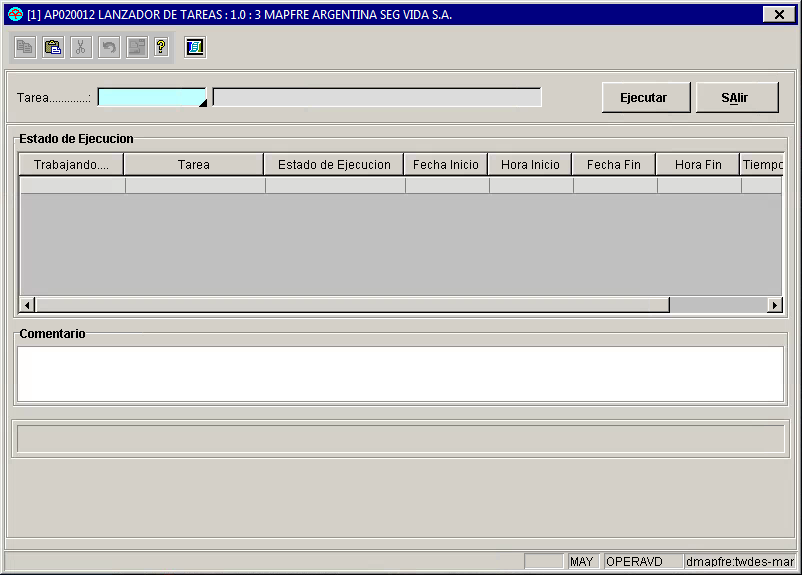 [1] AP020012 LANZADOR DE TAREAS : 1.0 : 3 MAPFRE ARGENTINA SEG VIDA S.A.
?
Tarea............:
Ejecutar
SAlir
Estado de Ejecucion
Trabajando.... Tarea Estado de Ejecucion Fecha Inicio Hora Inicio Fecha Fin Hora Fin Tiempo
Comentario
MAY OPERAVD dmapfre:twdes-mar